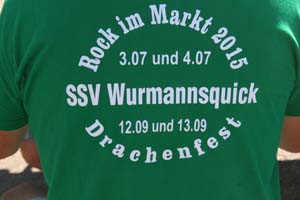 Rock im Markt 2015
3.07 und 4.07
SSV Wurmannsquick
12.09 und 13.09
Drachenfest